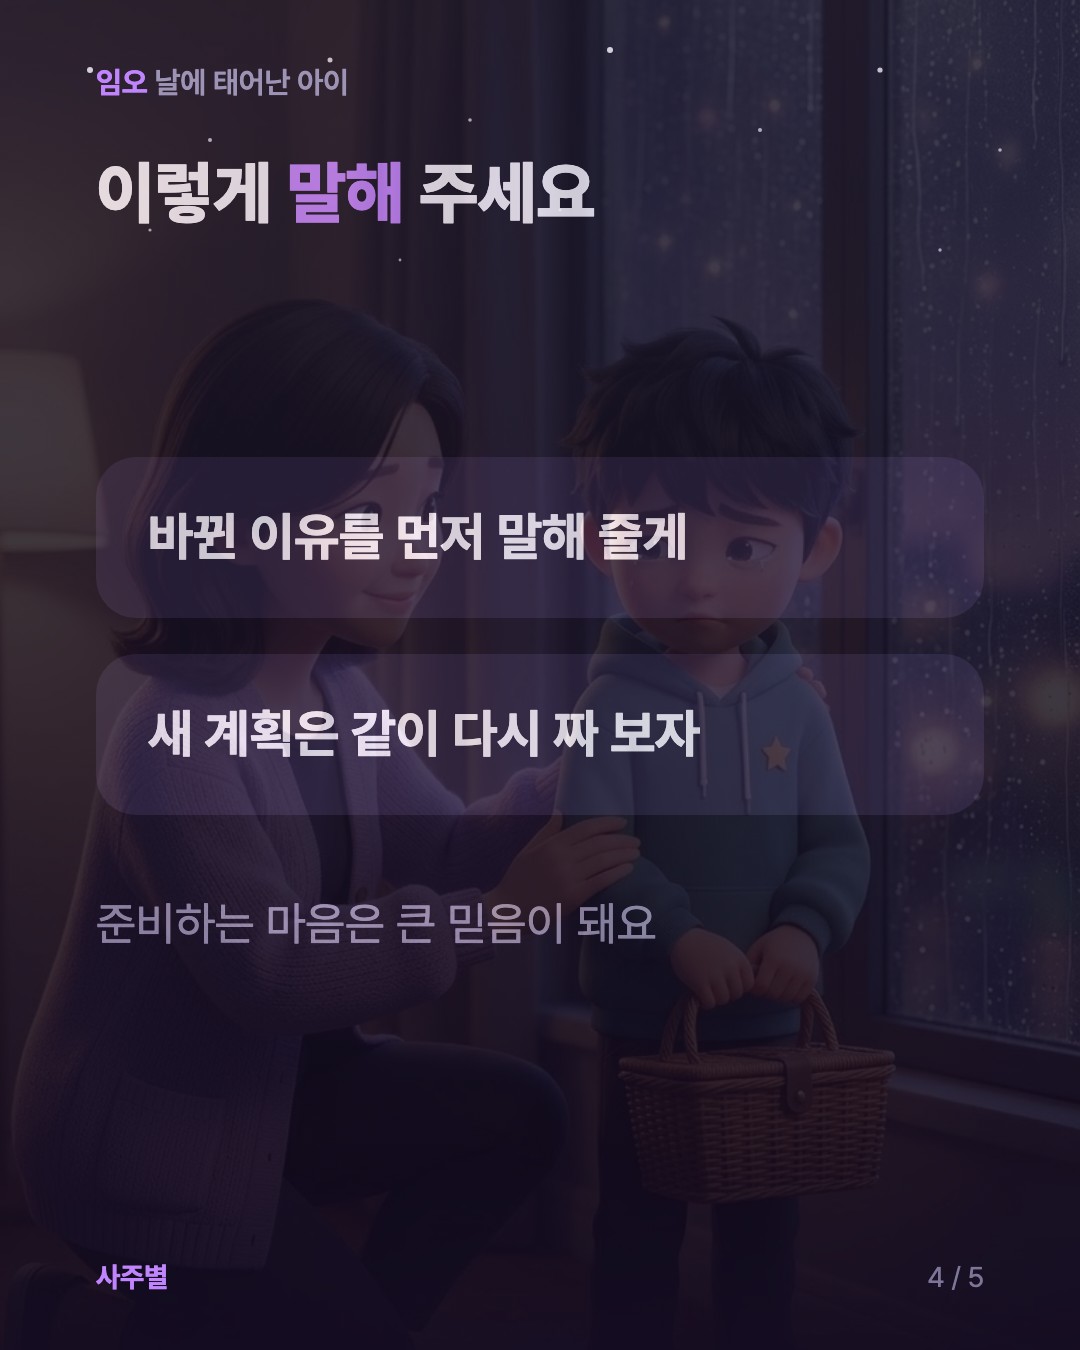 임오 날에 태어난 아이
이렇게 말해 주세요
바뀐 이유를 먼저 말해 줄게
새 계획은 같이 다시 짜 보자
준비하는 마음은 큰 믿음이 돼요
사주별
4 / 5